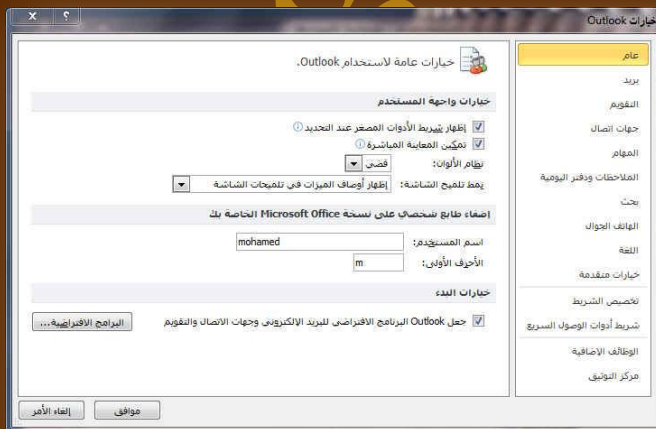 خيارات Outlook
عام
بريد
التقويم
جهات اتصال
المهام
الملاحظات ودفتر اليومية
بحث
الهاتف الجوال
اللغة
خيارات متقدمة
تخصيص الشريط
شريط أدوات الوصول السريع
الوظائف الإضافية
مركز التوثيق
خيارات عامة لاستخدام Outlook.
خيارات واجهة المستخدم
إظهار شريط الأدوات المصغر عند التحديد
تمكين المعاينة المباشرة
نظام الألوان: فضي
نمط تلميح الشاشة: إظهار أوصاف الميزات في تلميحات الشاشة
إضفاء طابع شخصي على نسخة Microsoft Office الخاصة بك
اسم المستخدم: mohamed
الأحرف الأولى: m
خيارات البدء
جعل Outlook البرنامج الافتراضي للبريد الإلكتروني وجهات الاتصال والتقويم البرامج الافتراضية...
موافق إلغاء الأمر